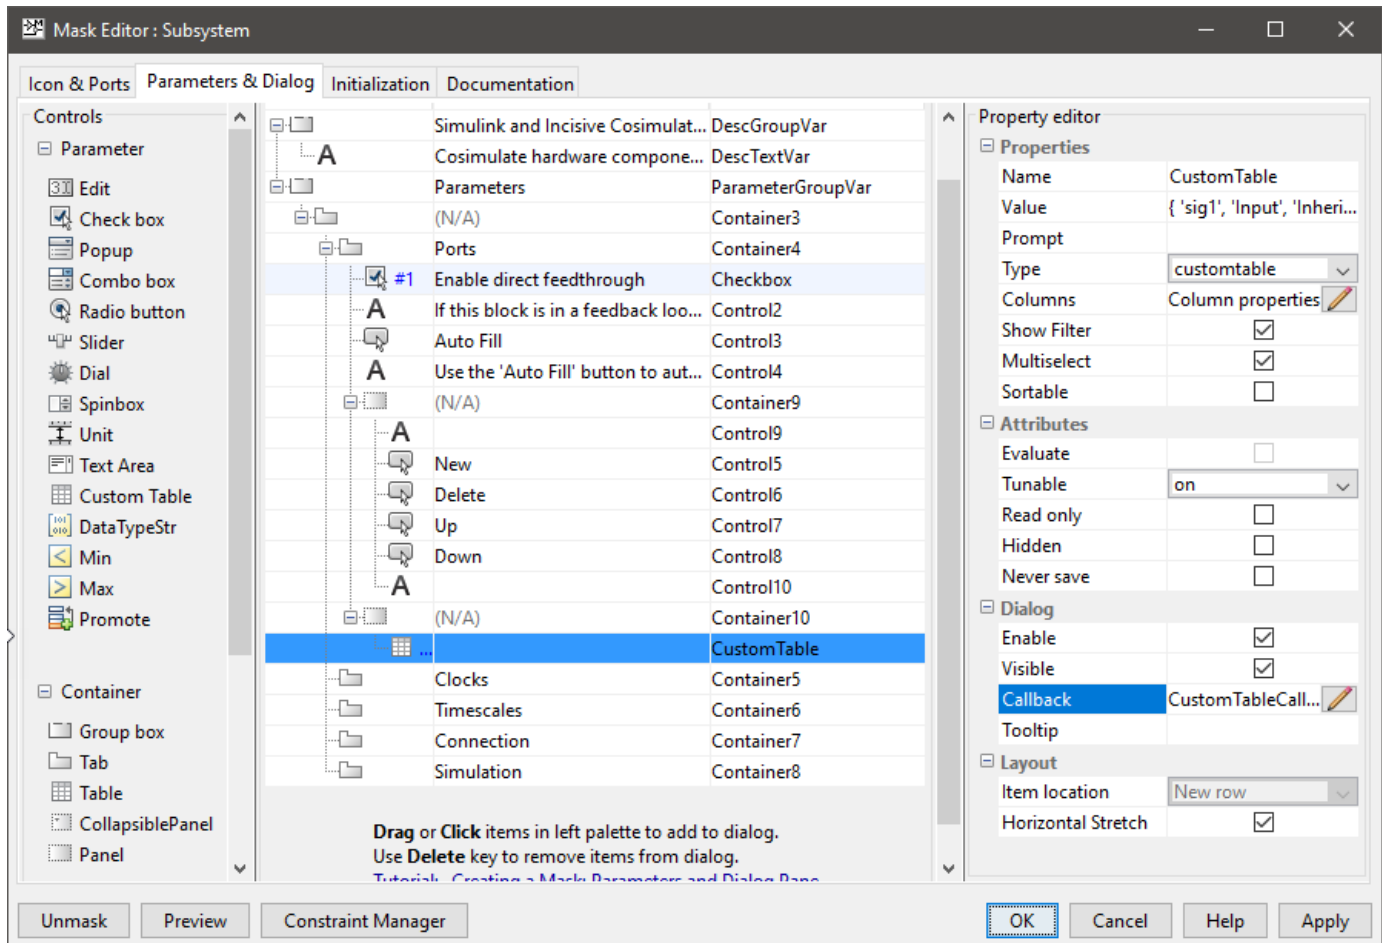 Mask Editor : Subsystem
Icon & Ports Parameters & Dialog Initialization Documentation
Controls
Parameter
Edit
Check box
Popup
Combo box
Radio button
Slider
Dial
Spinbox
Unit
Text Area
Custom Table
DataTypeStr
Min
Max
Promote
Container
Group box
Tab
Table
CollapsiblePanel
Panel
Simulink and Incisive Cosimulat... DescGroupVar
A Cosimulate hardware compone... DescTextVar
Parameters ParameterGroupVar
(N/A) Container3
Ports Container4
#1 Enable direct feedthrough Checkbox
A If this block is in a feedback loo... Control2
Auto Fill Control3
A Use the 'Auto Fill' button to aut... Control4
(N/A) Container9
A Control9
New Control5
Delete Control6
Up Control7
Down Control8
A Control10
(N/A) Container10
... CustomTable
Clocks Container5
Timescales Container6
Connection Container7
Simulation Container8
Drag or Click items in left palette to add to dialog.
Use Delete key to remove items from dialog.
Tutorial: Creating a Mask: Parameters and Dialog Pane
Property editor
Properties
Name CustomTable
Value { 'sig1', 'Input', 'Inheri...
Prompt
Type customtable
Columns Column properties
Show Filter
Multiselect
Sortable
Attributes
Evaluate
Tunable on
Read only
Hidden
Never save
Dialog
Enable
Visible
Callback CustomTableCall...
Tooltip
Layout
Item location New row
Horizontal Stretch
Unmask Preview Constraint Manager OK Cancel Help Apply